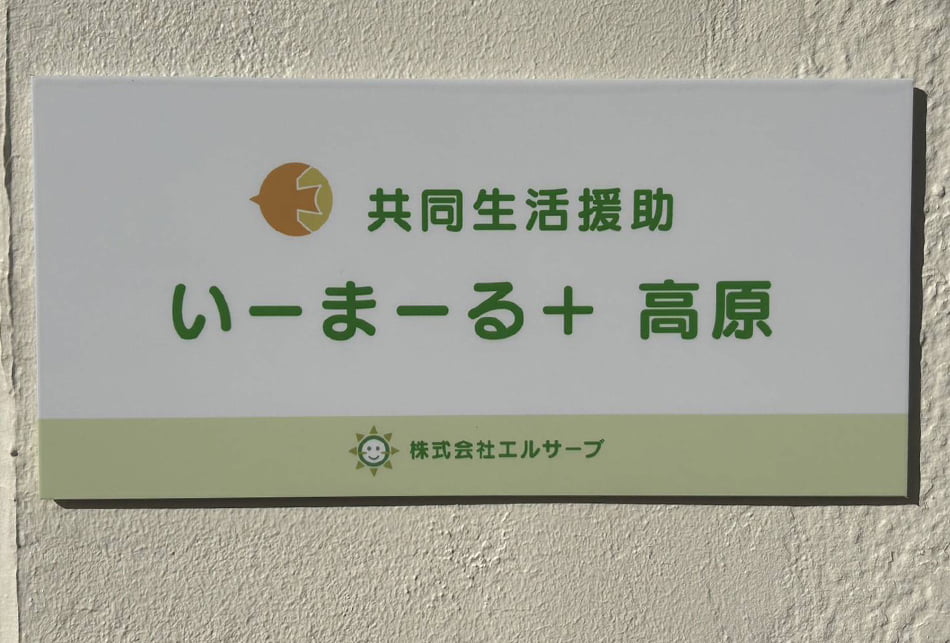 共同生活援助
いーまーる＋ 高原
株式会社エルサーブ